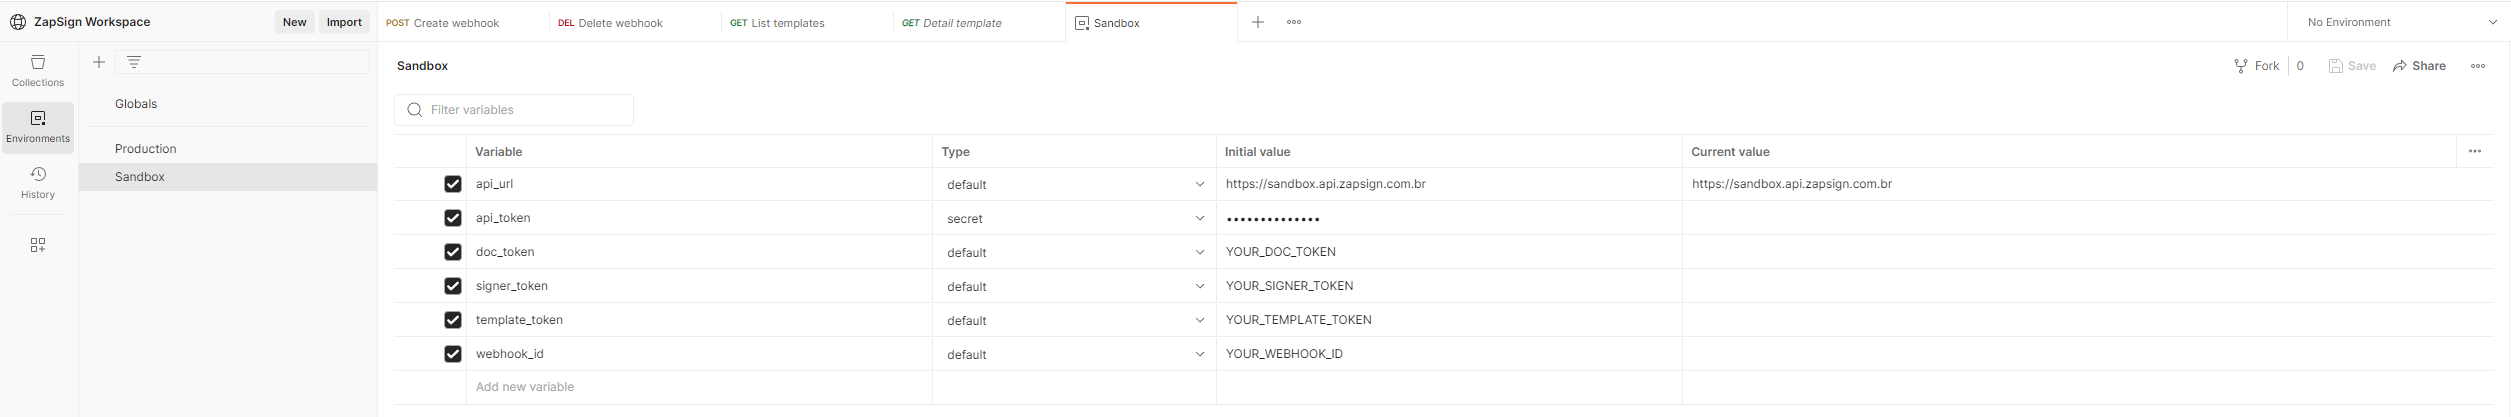 ZapSign Workspace New Import POST Create webhook DEL Delete webhook GET List templates GET Detail template Sandbox No Environment
Collections
Environments
History
Globals
Production
Sandbox
Sandbox Fork 0 Save Share
Filter variables
Variable Type Initial value Current value
api_url default https://sandbox.api.zapsign.com.br https://sandbox.api.zapsign.com.br
api_token secret ••••••••••••••
doc_token default YOUR_DOC_TOKEN
signer_token default YOUR_SIGNER_TOKEN
template_token default YOUR_TEMPLATE_TOKEN
webhook_id default YOUR_WEBHOOK_ID
Add new variable